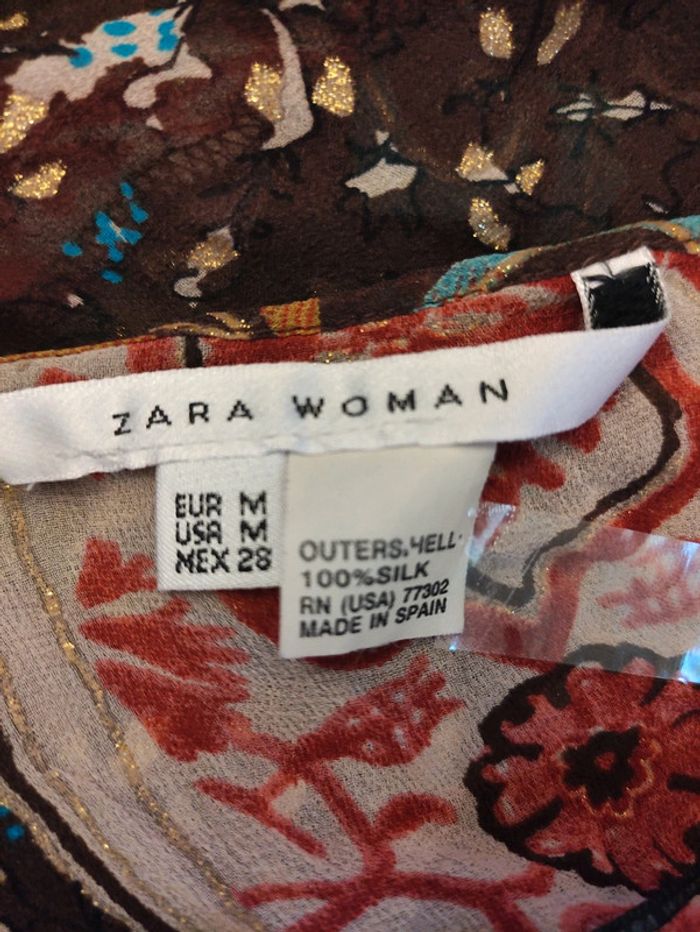 ZARA WOMAN
EUR M
USA M
MEX 28
OUTERSHELL
100%SILK
RN (USA) 77302
MADE IN SPAIN